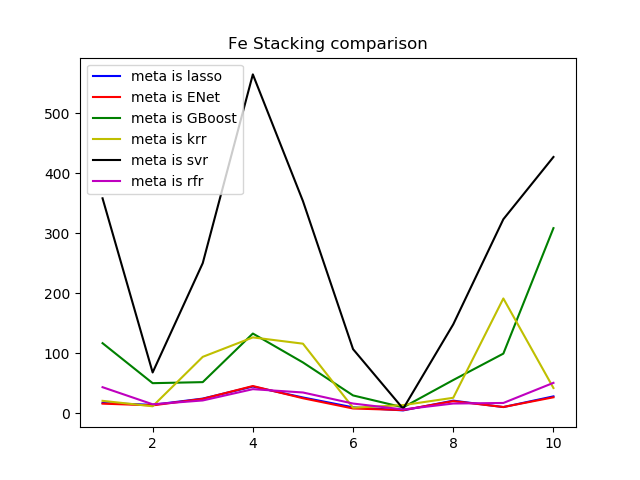 Fe Stacking comparison
meta is lasso
meta is ENet
meta is GBoost
meta is krr
meta is svr
meta is rfr
500
400
300
200
100
0
2 4 6 8 10